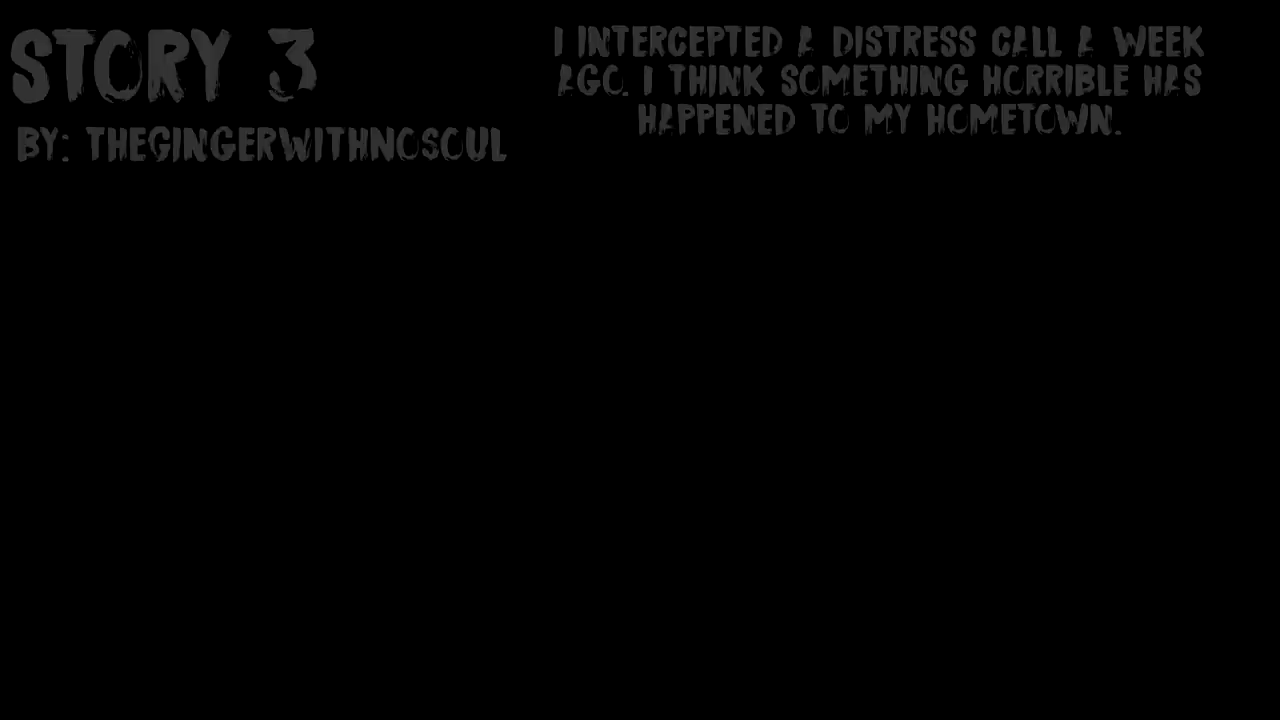 STORY 3
BY: THEGINGERWITHNOSOUL
I INTERCEPTED A DISTRESS CALL A WEEK
AGO. I THINK SOMETHING HORRIBLE HAS
HAPPENED TO MY HOMETOWN.